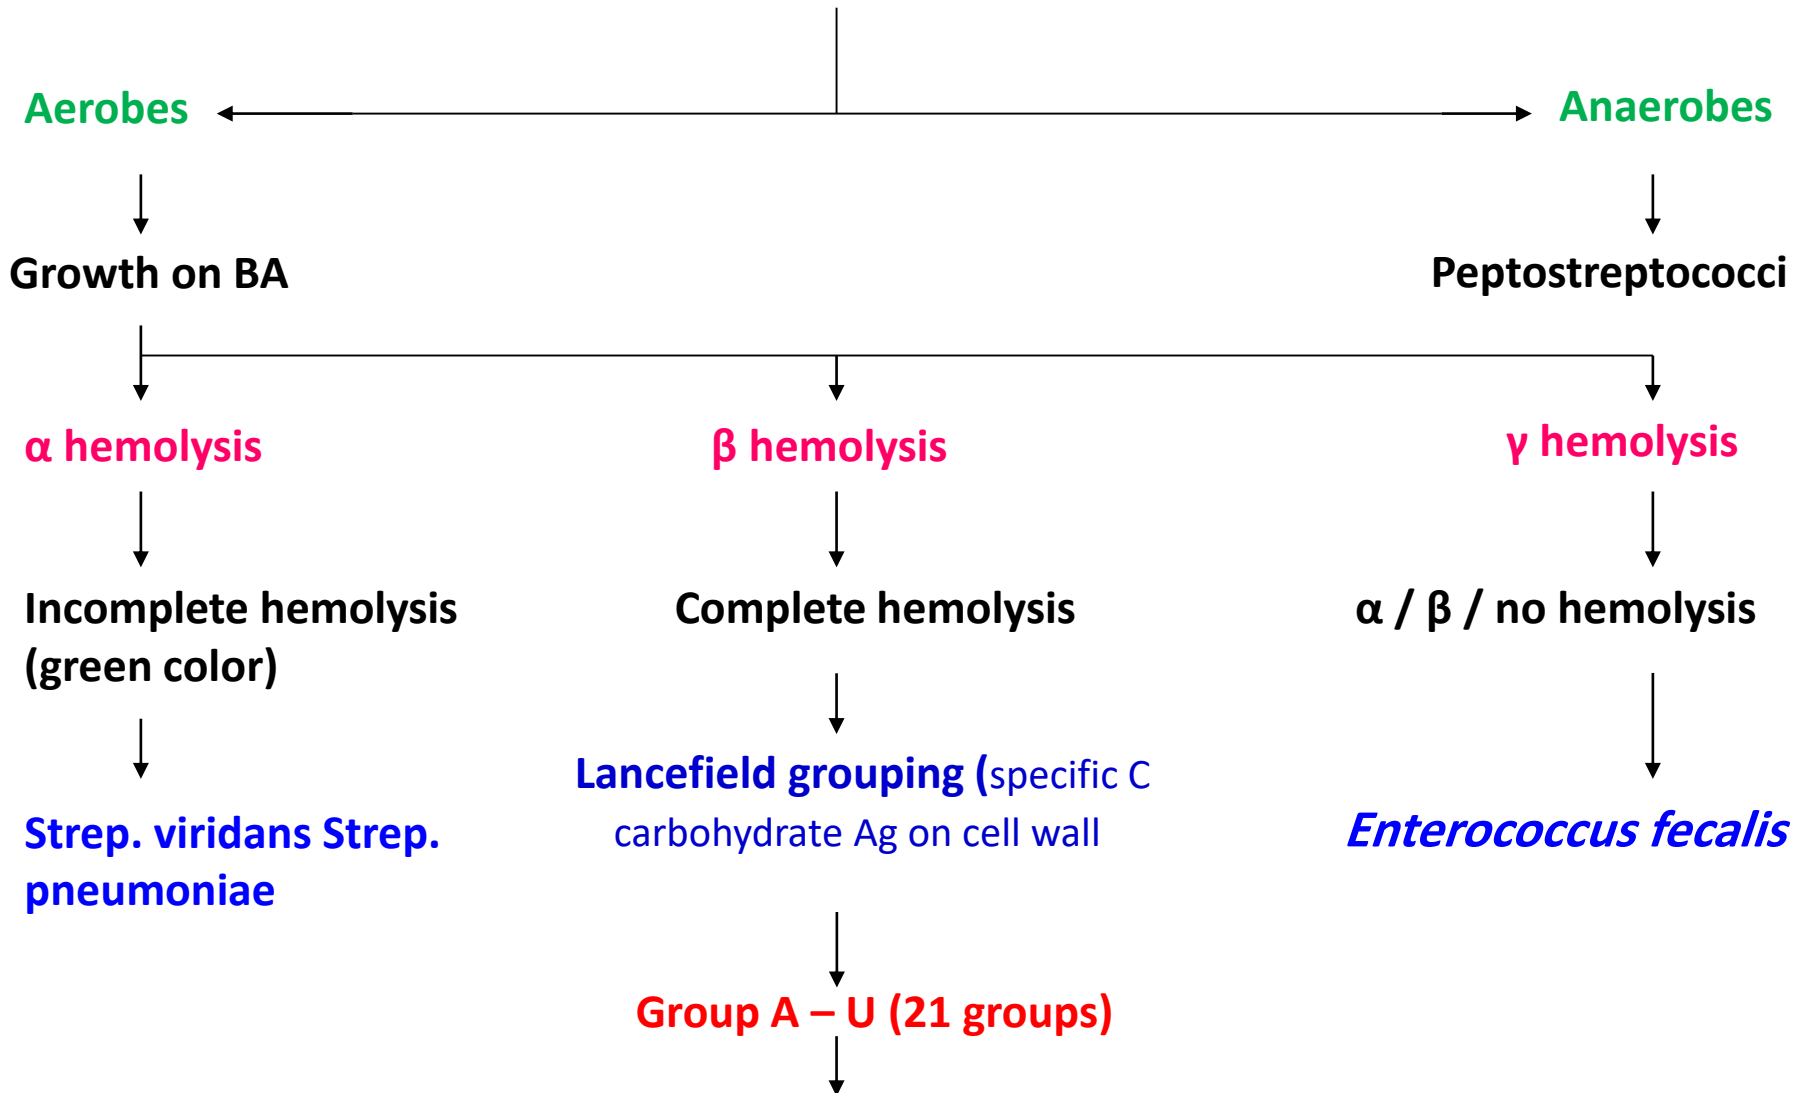 Aerobes
Anaerobes
Growth on BA
Peptostreptococci
α hemolysis
β hemolysis
γ hemolysis
Incomplete hemolysis
(green color)
Complete hemolysis
α / β / no hemolysis
Strep. viridans Strep.
pneumoniae
Lancefield grouping (specific C
carbohydrate Ag on cell wall
Enterococcus fecalis
Group A – U (21 groups)